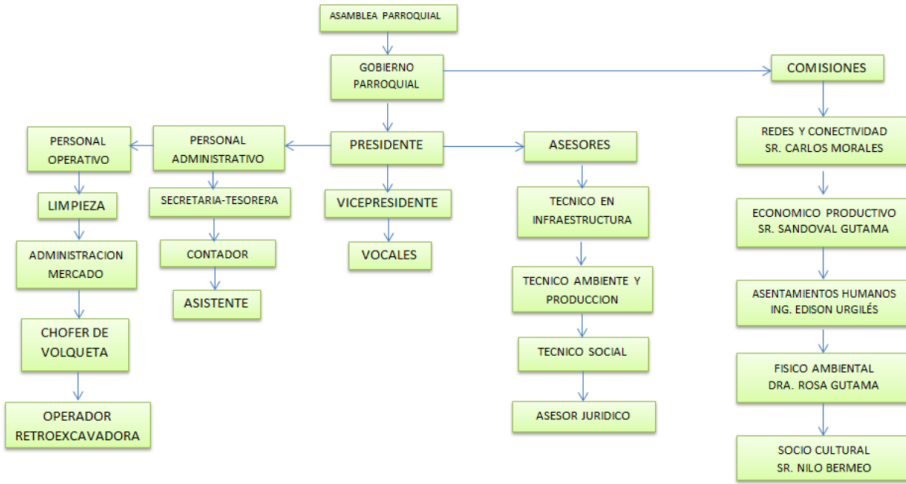 ASAMBLEA PARROQUIAL
GOBIERNO
PARROQUIAL
COMISIONES
PERSONAL
OPERATIVO
PERSONAL
ADMINISTRATIVO
PRESIDENTE
ASESORES
REDES Y CONECTIVIDAD
SR. CARLOS MORALES
LIMPIEZA
SECRETARIA-TESORERA
VICEPRESIDENTE
TECNICO EN
INFRAESTRUCTURA
ECONOMICO PRODUCTIVO
SR. SANDOVAL GUTAMA
ADMINISTRACION
MERCADO
CONTADOR
VOCALES
TECNICO AMBIENTE Y
PRODUCCION
ASENTAMIENTOS HUMANOS
ING. EDISON URGILÉS
ASISTENTE
CHOFER DE
VOLQUETA
TECNICO SOCIAL
FISICO AMBIENTAL
DRA. ROSA GUTAMA
OPERADOR
RETROEXCAVADORA
ASESOR JURIDICO
SOCIO CULTURAL
SR. NILO BERMEO